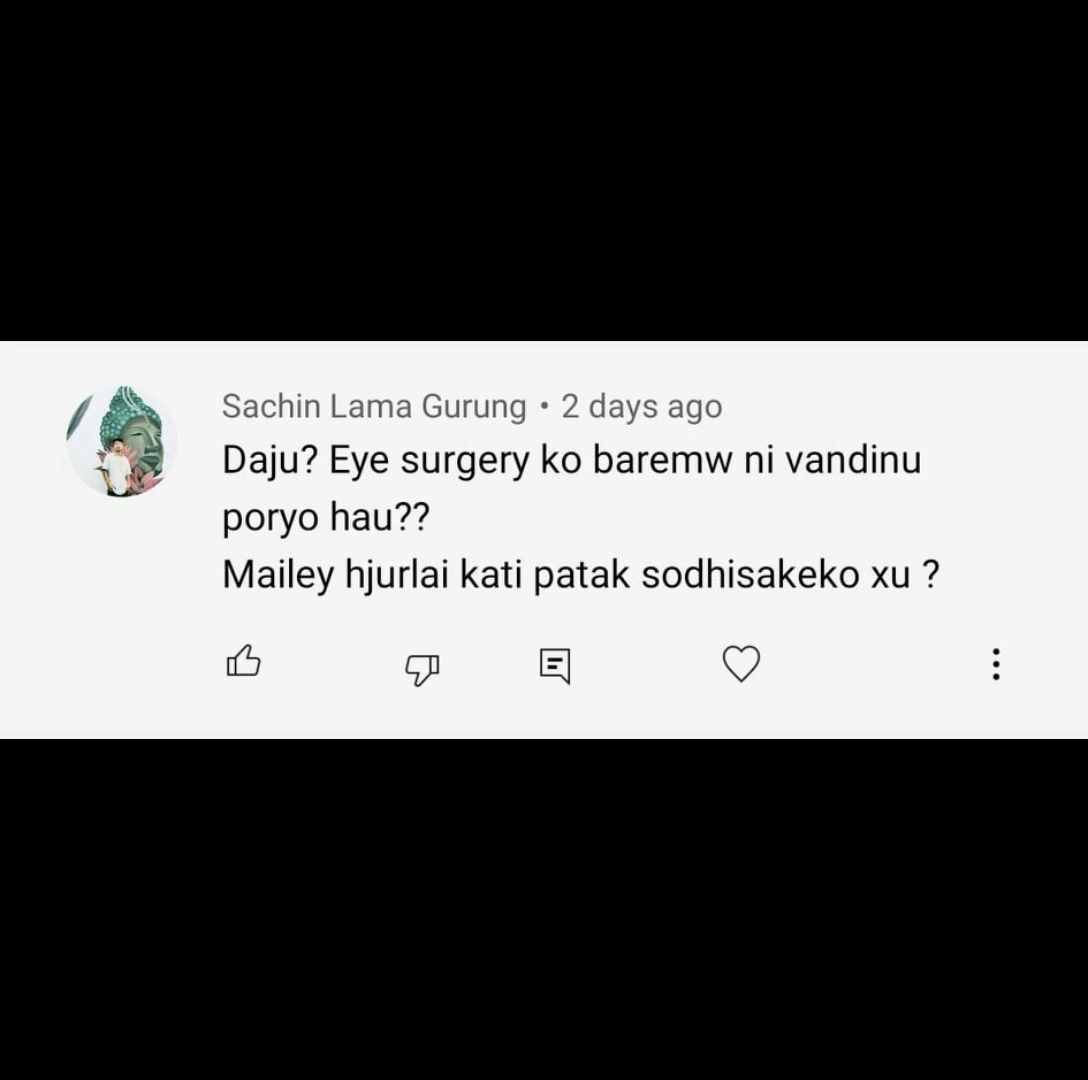 Sachin Lama Gurung • 2 days ago
Daju? Eye surgery ko baremw ni vandinu
poryo hau??
Mailey hjurlai kati patak sodhisakeko xu ?